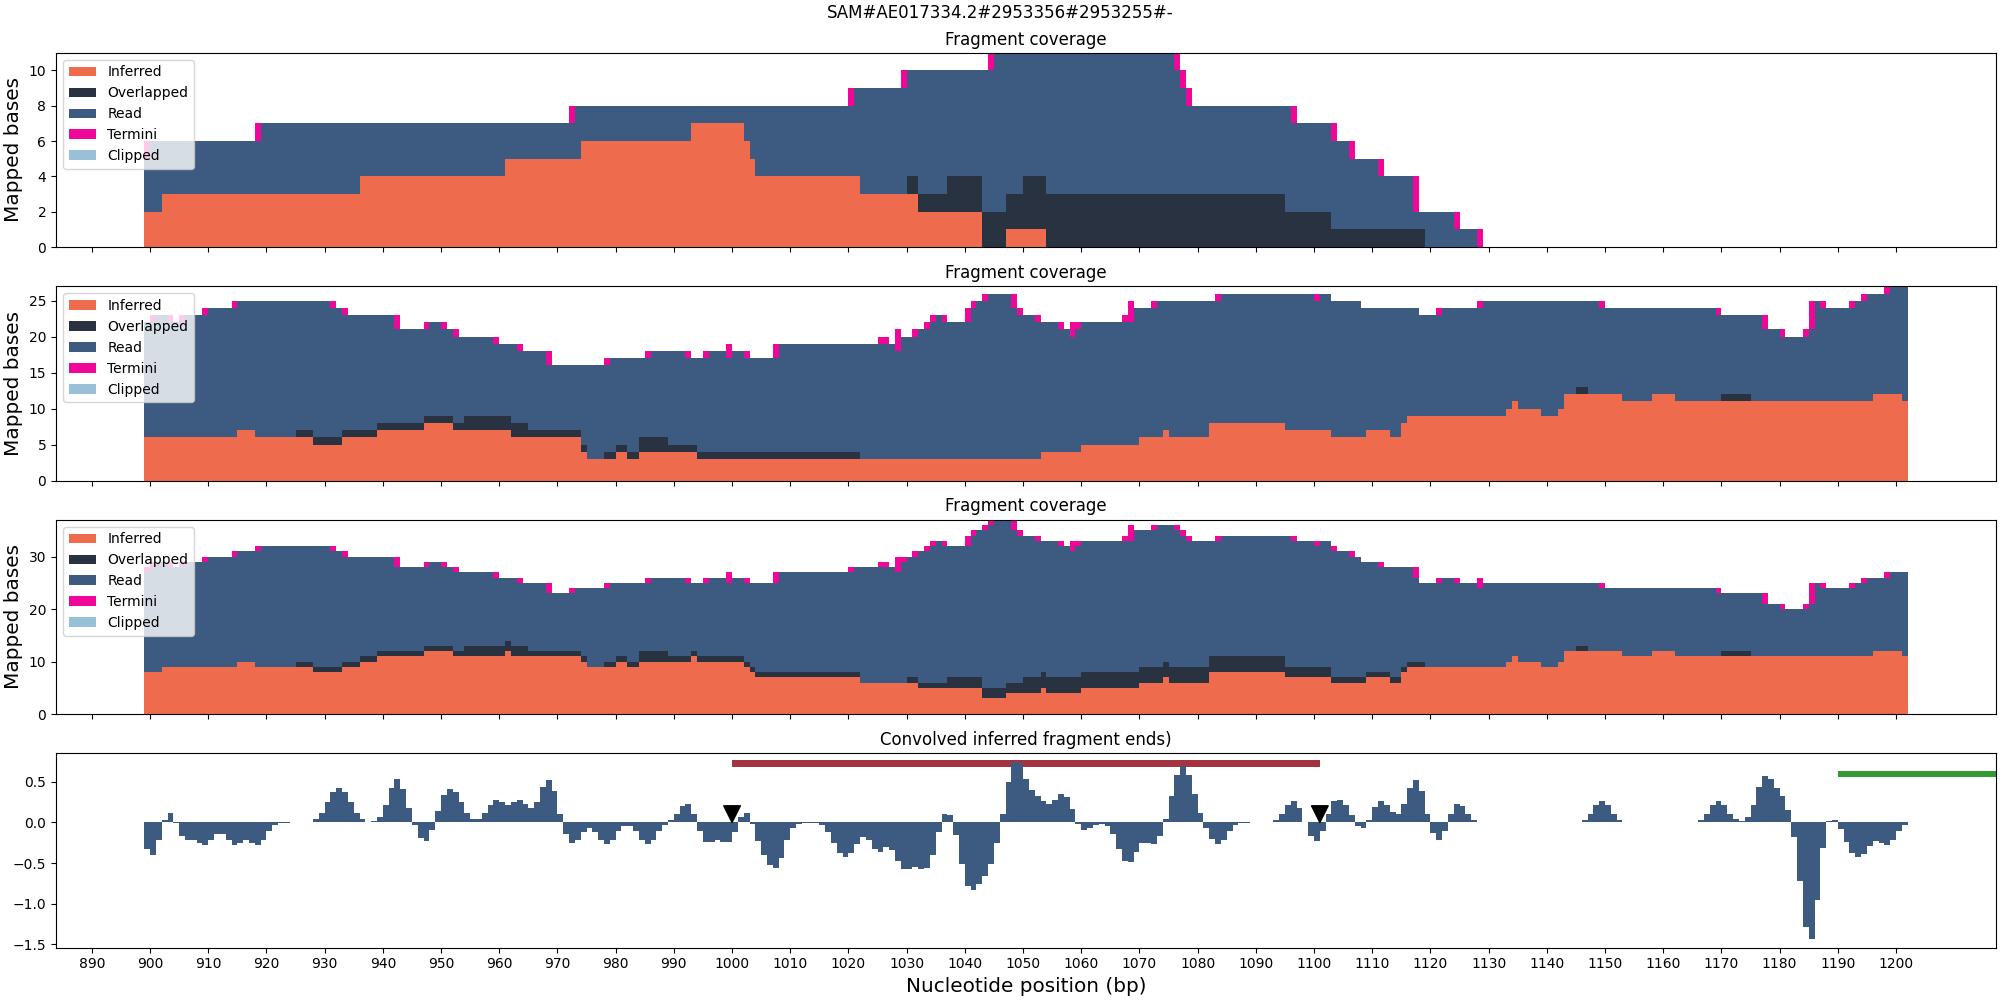 SAM#AE017334.2#2953356#2953255#-
Fragment coverage
Mapped bases
10
8
6
4
2
0
Inferred
Overlapped
Read
Termini
Clipped
Fragment coverage
Mapped bases
25
20
15
10
5
0
Inferred
Overlapped
Read
Termini
Clipped
Fragment coverage
Mapped bases
30
20
10
0
Inferred
Overlapped
Read
Termini
Clipped
Convolved inferred fragment ends)
0.5
0.0
−0.5
−1.0
−1.5
890 900 910 920 930 940 950 960 970 980 990 1000 1010 1020 1030 1040 1050 1060 1070 1080 1090 1100 1110 1120 1130 1140 1150 1160 1170 1180 1190 1200
Nucleotide position (bp)